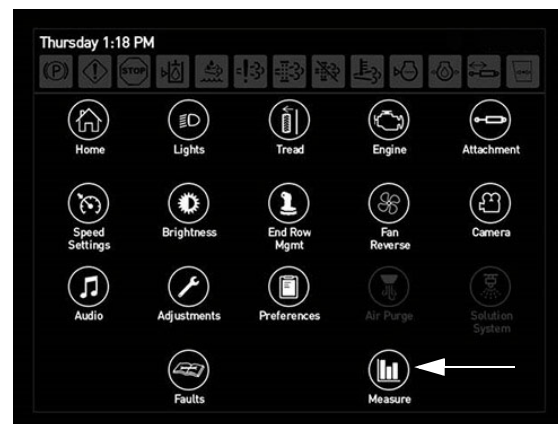 Thursday 1:18 PM
(P) STOP
Home Lights Tread Engine Attachment
Speed Settings Brightness End Row Mgmt Fan Reverse Camera
Audio Adjustments Preferences Air Purge Solution System
Faults Measure